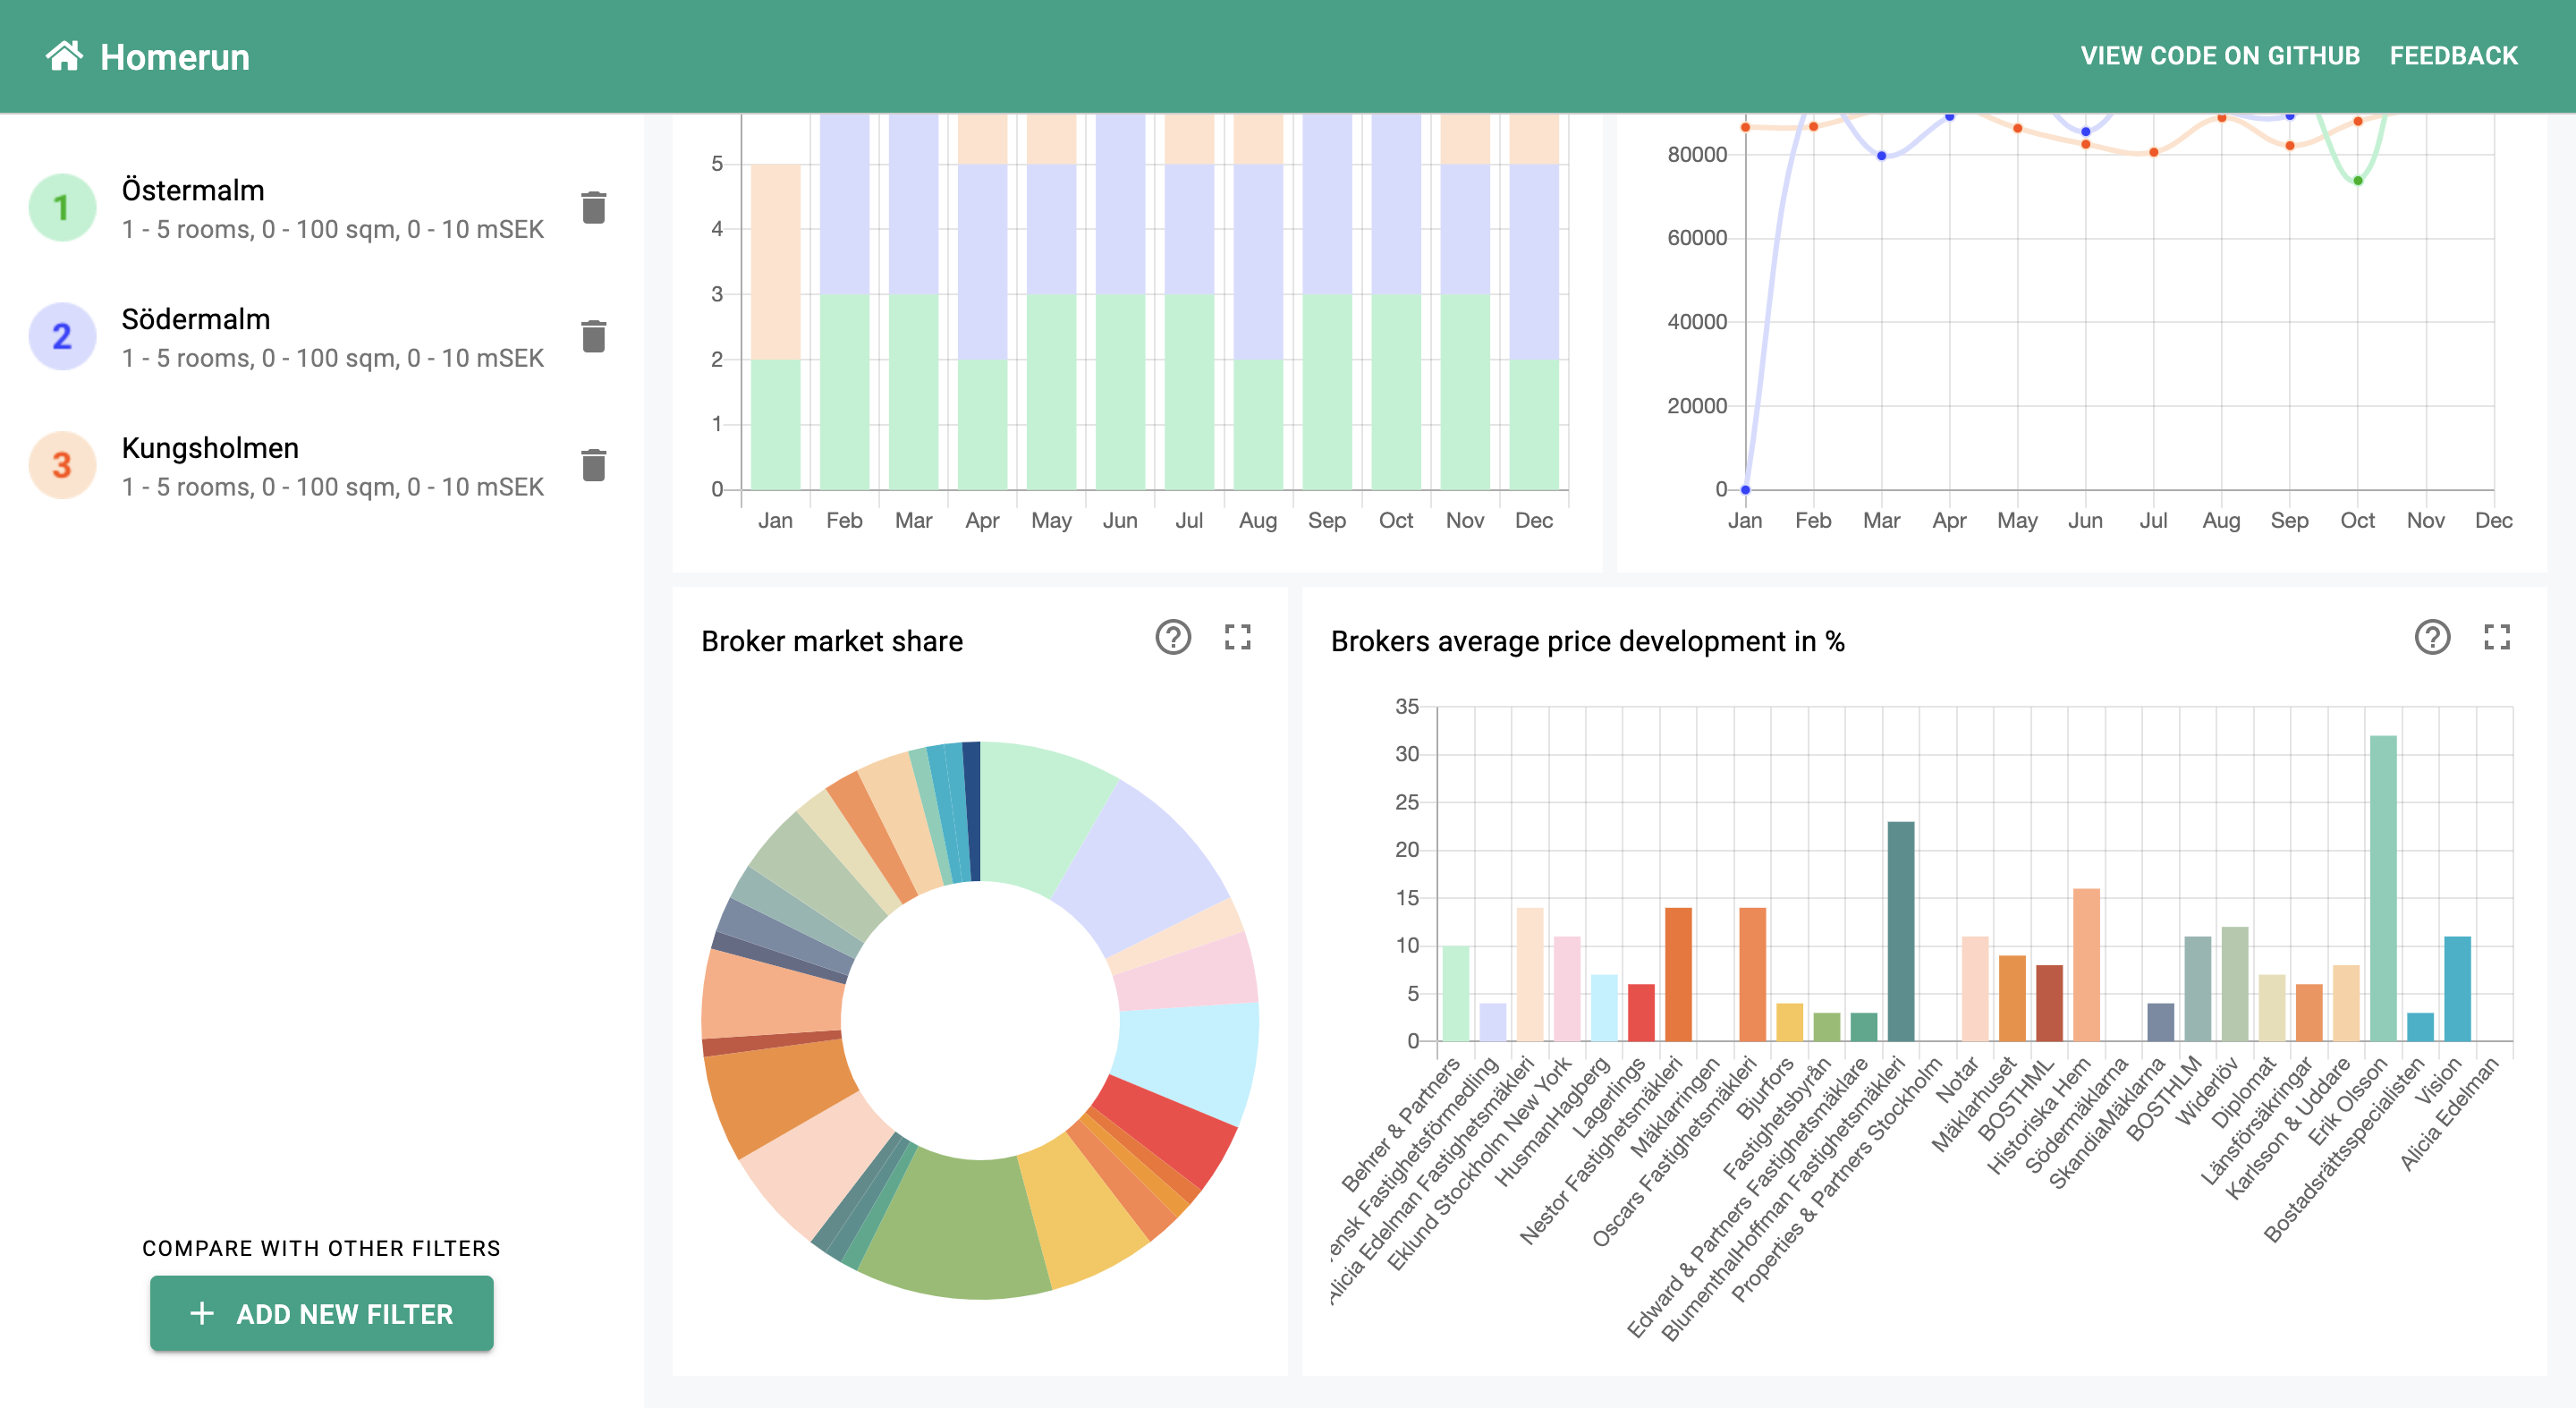 Homerun
VIEW CODE ON GITHUB
FEEDBACK
1
Östermalm
1 - 5 rooms, 0 - 100 sqm, 0 - 10 mSEK
2
Södermalm
1 - 5 rooms, 0 - 100 sqm, 0 - 10 mSEK
3
Kungsholmen
1 - 5 rooms, 0 - 100 sqm, 0 - 10 mSEK
COMPARE WITH OTHER FILTERS
+ ADD NEW FILTER
5
4
3
2
1
0
Jan Feb Mar Apr May Jun Jul Aug Sep Oct Nov Dec
80000
60000
40000
20000
0
Jan Feb Mar Apr May Jun Jul Aug Sep Oct Nov Dec
Broker market share
?
Brokers average price development in %
?
35
30
25
20
15
10
5
0
Behrer & Partners
ensk Fastighetsförmedling
Alicia Edelman Fastighetsmäkleri
Eklund Stockholm New York
HusmanHagberg
Lagerlings
Nestor Fastighetsmäkleri
Mäklarringen
Oscars Fastighetsmäkleri
Bjurfors
Fastighetsbyrån
Edward & Partners Fastighetsmäklare
BlumenthalHoffman Fastighetsmäkleri
Properties & Partners Stockholm
Notar
Mäklarhuset
BOSTHML
Historiska Hem
Södermäklarna
SkandiaMäklarna
BOSTHLM
Widerlöv
Diplomat
Länsförsäkringar
Karlsson & Uddare
Erik Olsson
Bostadsrättsspecialisten
Vision
Alicia Edelman